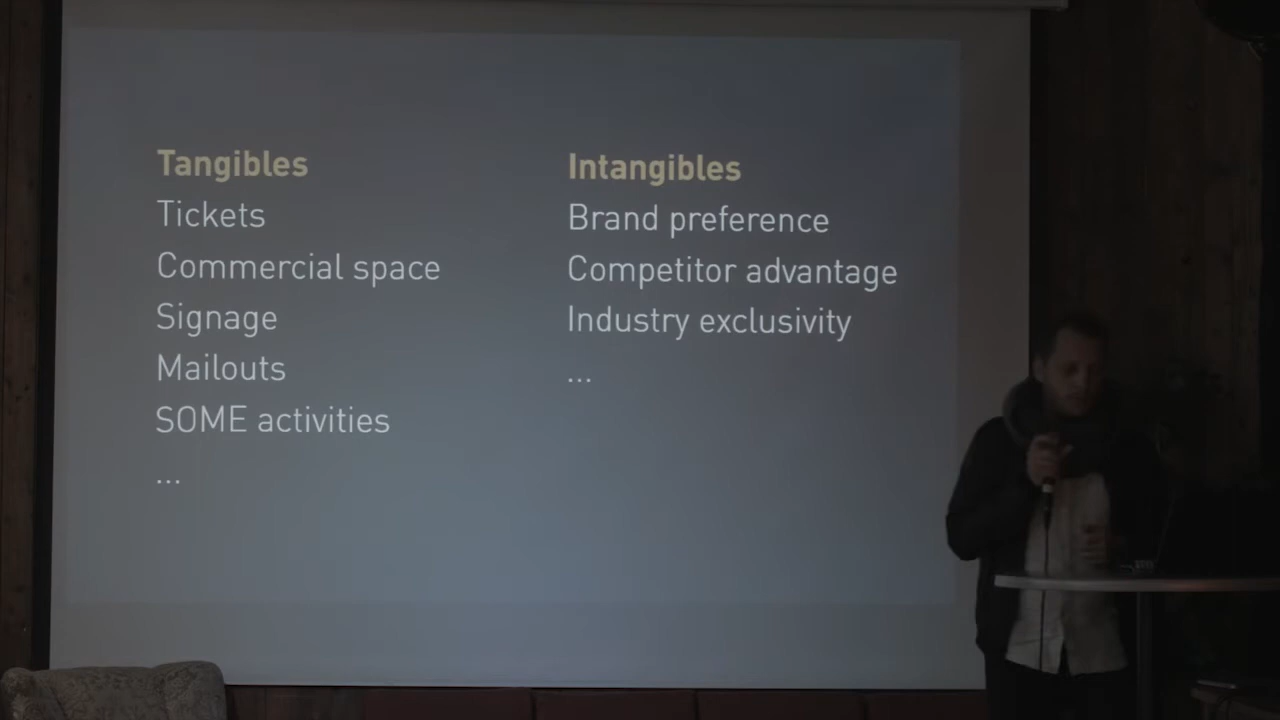 Tangibles
Tickets
Commercial space
Signage
Mailouts
SOME activities
...
Intangibles
Brand preference
Competitor advantage
Industry exclusivity
...